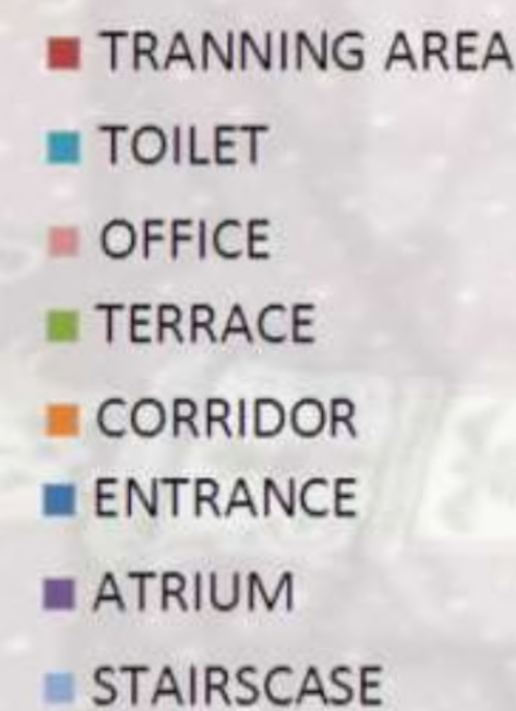 TRANNING AREA
TOILET
OFFICE
TERRACE
CORRIDOR
ENTRANCE
ATRIUM
STAIRSCASE